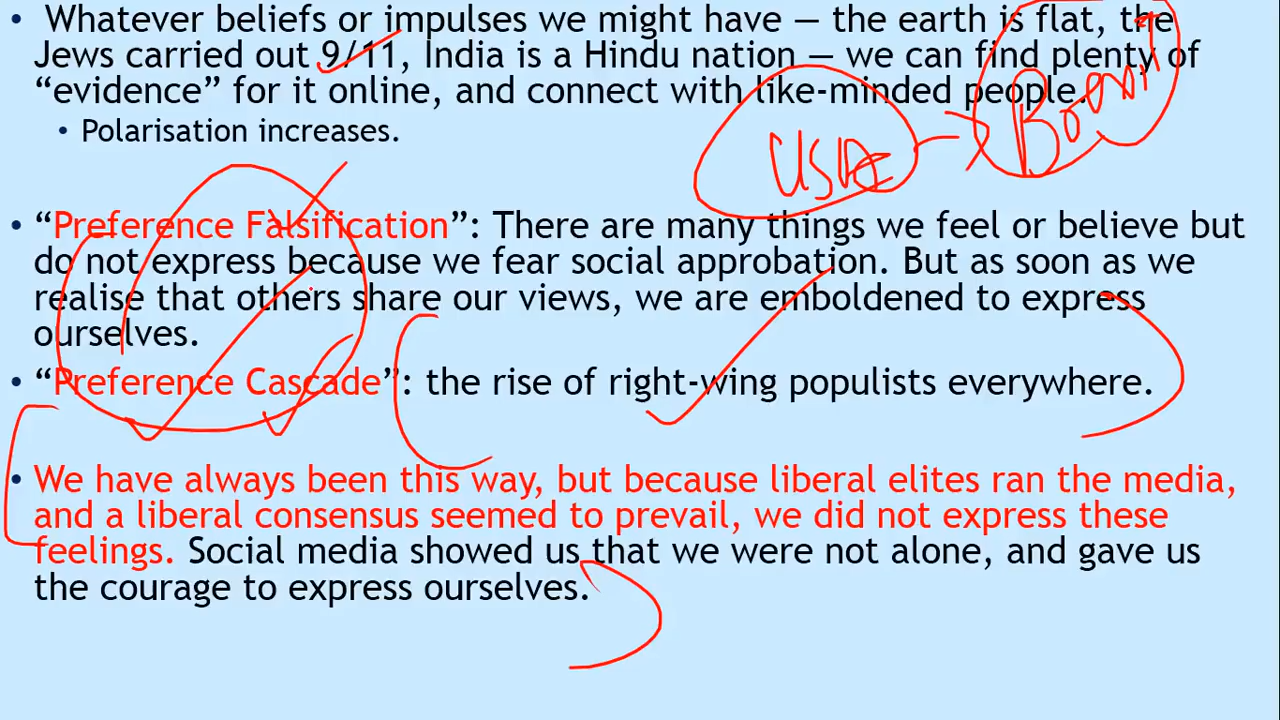 • Whatever beliefs or impulses we might have — the earth is flat, the
Jews carried out 9/11, India is a Hindu nation — we can find plenty of
“evidence” for it online, and connect with like-minded people.
• Polarisation increases.
USA
• “Preference Falsification”: There are many things we feel or believe but
do not express because we fear social approbation. But as soon as we
realise that others share our views, we are emboldened to express
ourselves.
• “Preference Cascade”: the rise of right-wing populists everywhere.
• We have always been this way, but because liberal elites ran the media,
and a liberal consensus seemed to prevail, we did not express these
feelings. Social media showed us that we were not alone, and gave us
the courage to express ourselves.